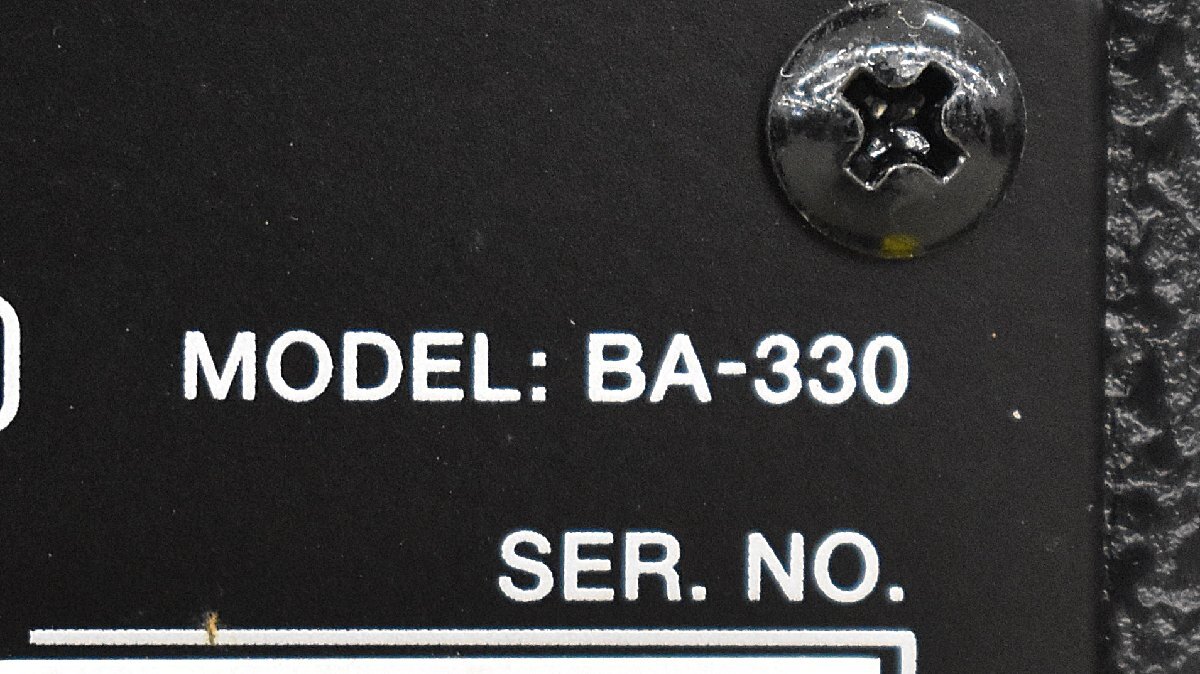 MODEL: BA-330
SER. NO.